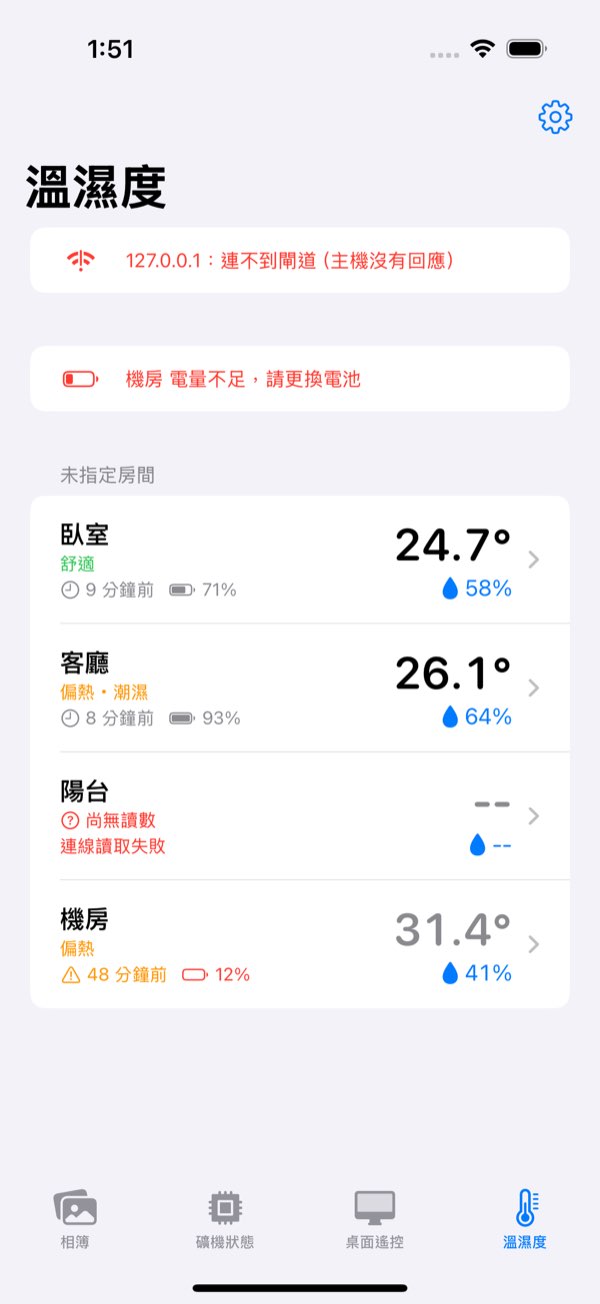 1:51
溫濕度
127.0.0.1：連不到閘道 (主機沒有回應)
機房 電量不足，請更換電池
未指定房間
臥室
24.7°
舒適
9 分鐘前 71%
58%
客廳
26.1°
偏熱・潮濕
8 分鐘前 93%
64%
陽台
--
尚無讀數
連線讀取失敗
--
機房
31.4°
偏熱
48 分鐘前 12%
41%
相簿
礦機狀態
桌面遙控
溫濕度